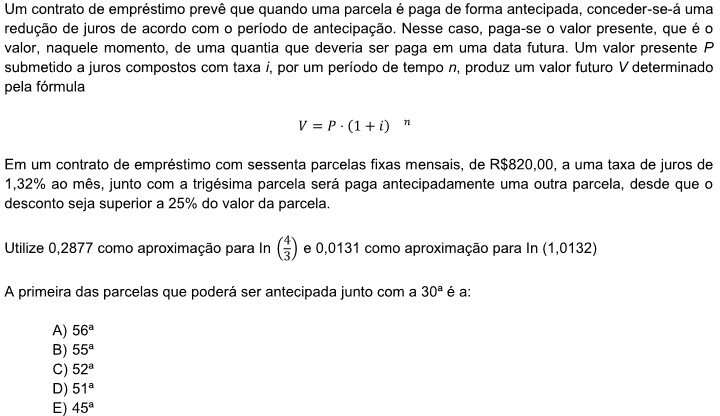 Um contrato de empréstimo prevê que quando uma parcela é paga de forma antecipada, conceder-se-á uma
redução de juros de acordo com o período de antecipação. Nesse caso, paga-se o valor presente, que é o
valor, naquele momento, de uma quantia que deveria ser paga em uma data futura. Um valor presente P
submetido a juros compostos com taxa i, por um período de tempo n, produz um valor futuro V determinado
pela fórmula
V = P · (1 + i) ⁿ
Em um contrato de empréstimo com sessenta parcelas fixas mensais, de R$820,00, a uma taxa de juros de
1,32% ao mês, junto com a trigésima parcela será paga antecipadamente uma outra parcela, desde que o
desconto seja superior a 25% do valor da parcela.
Utilize 0,2877 como aproximação para ln (4/3) e 0,0131 como aproximação para ln (1,0132)
A primeira das parcelas que poderá ser antecipada junto com a 30ª é a:
A) 56ª
B) 55ª
C) 52ª
D) 51ª
E) 45ª